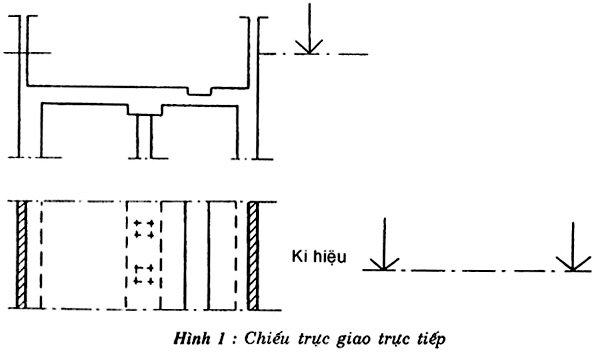 Kí hiệu
Hình 1 : Chiếu trục giao trực tiếp